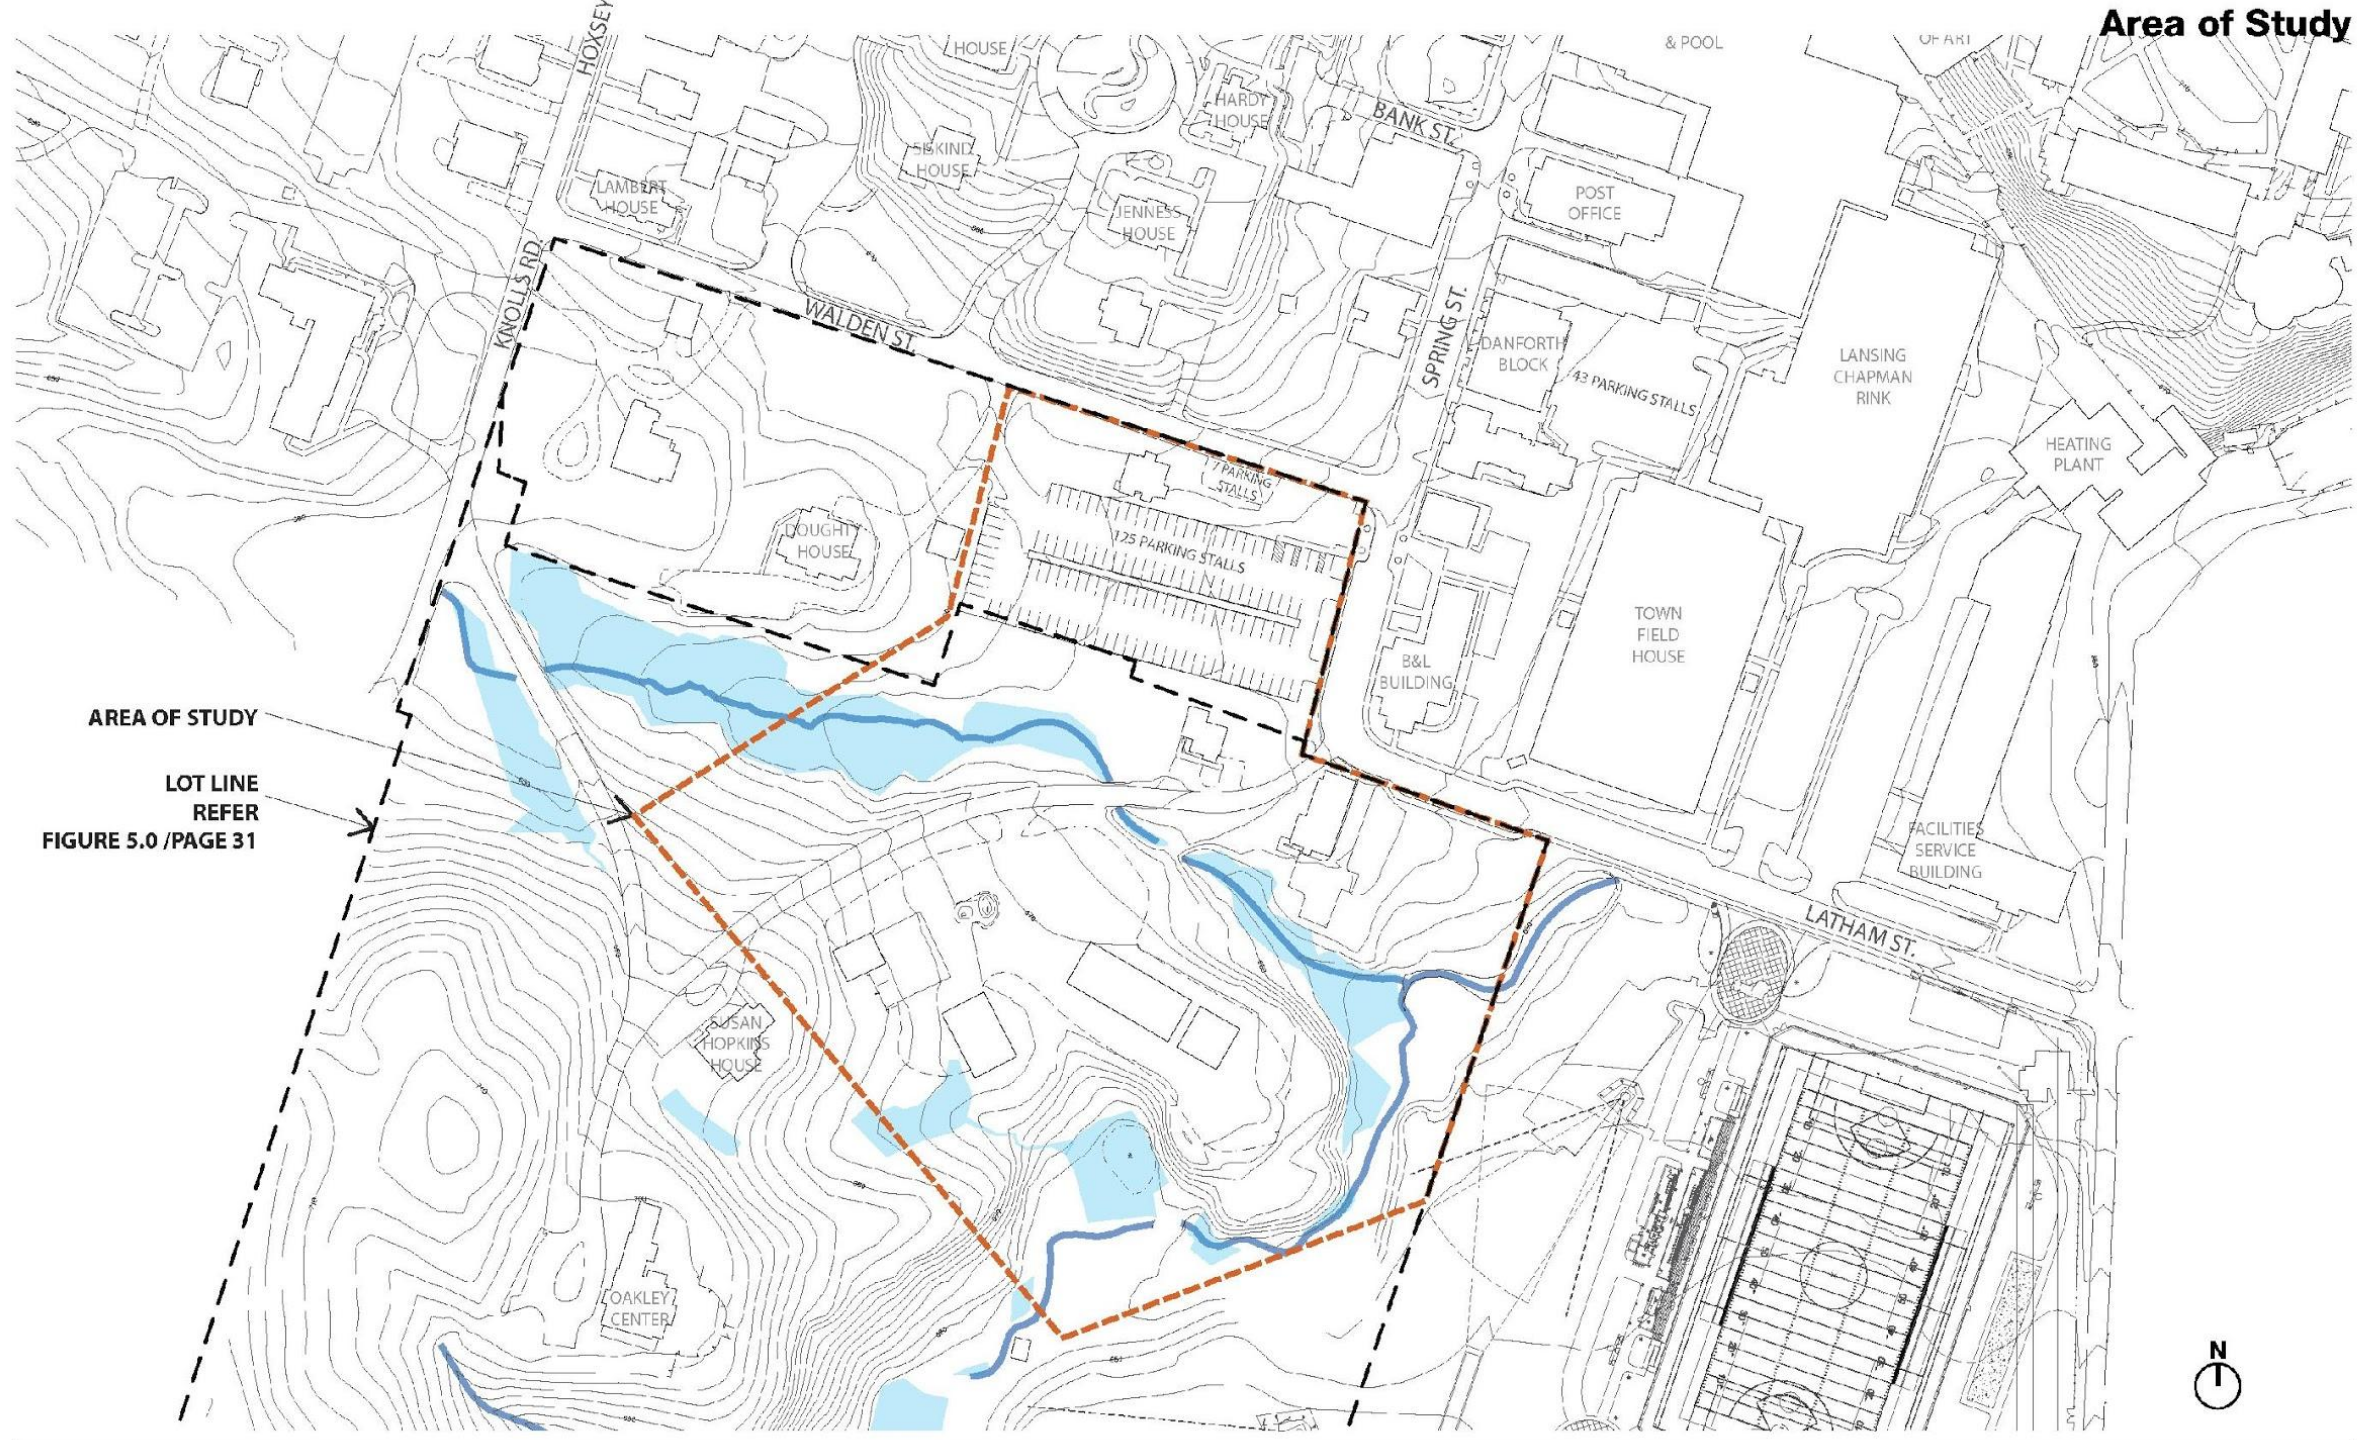 Area of Study
HOXSEY
HOUSE
& POOL
OF ART
HARDY
HOUSE
BANK ST.
SISKIND
HOUSE
LAMBERT
HOUSE
JENNESS
HOUSE
POST
OFFICE
KNOLLS RD.
WALDEN ST.
SPRING ST.
DANFORTH
BLOCK
43 PARKING STALLS
LANSING
CHAPMAN
RINK
HEATING
PLANT
7 PARKING
STALLS
125 PARKING STALLS
DOUGHTY
HOUSE
TOWN
FIELD
HOUSE
B&L
BUILDING
AREA OF STUDY
LOT LINE
REFER
FIGURE 5.0 /PAGE 31
FACILITIES
SERVICE
BUILDING
LATHAM ST.
SUSAN
HOPKINS
HOUSE
OAKLEY
CENTER
N